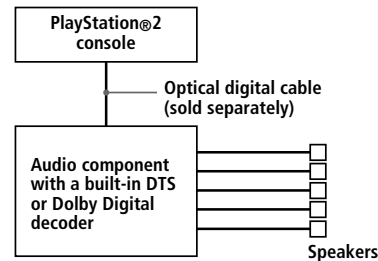 PlayStation®2
console
Optical digital cable
(sold separately)
Audio component
with a built-in DTS
or Dolby Digital
decoder
Speakers